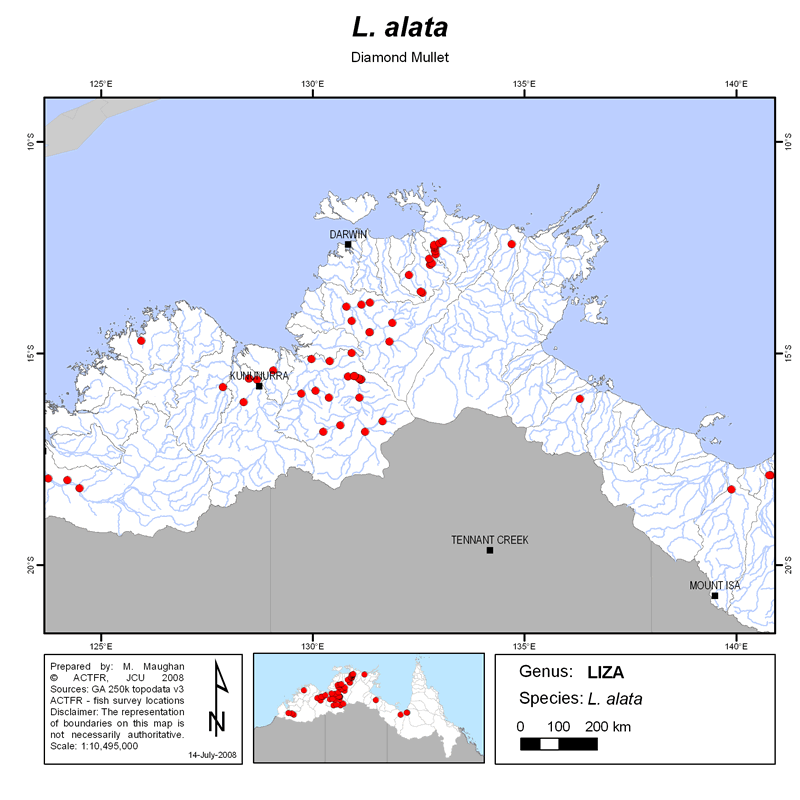 L. alata
Diamond Mullet
125°E 130°E 135°E 140°E
10°S 10°S
DARWIN
15°S 15°S
KUNUNURRA
TENNANT CREEK
20°S 20°S
MOUNT ISA
125°E 130°E 135°E 140°E
Prepared by: M. Maughan
© ACTFR, JCU 2008
Sources: GA 250k topodata v3
ACTFR - fish survey locations
Disclaimer: The representation
of boundaries on this map is
not necessarily authoritative.
Scale: 1:10,495,000
N
14-July-2008
Genus: LIZA
Species: L. alata
0 100 200 km